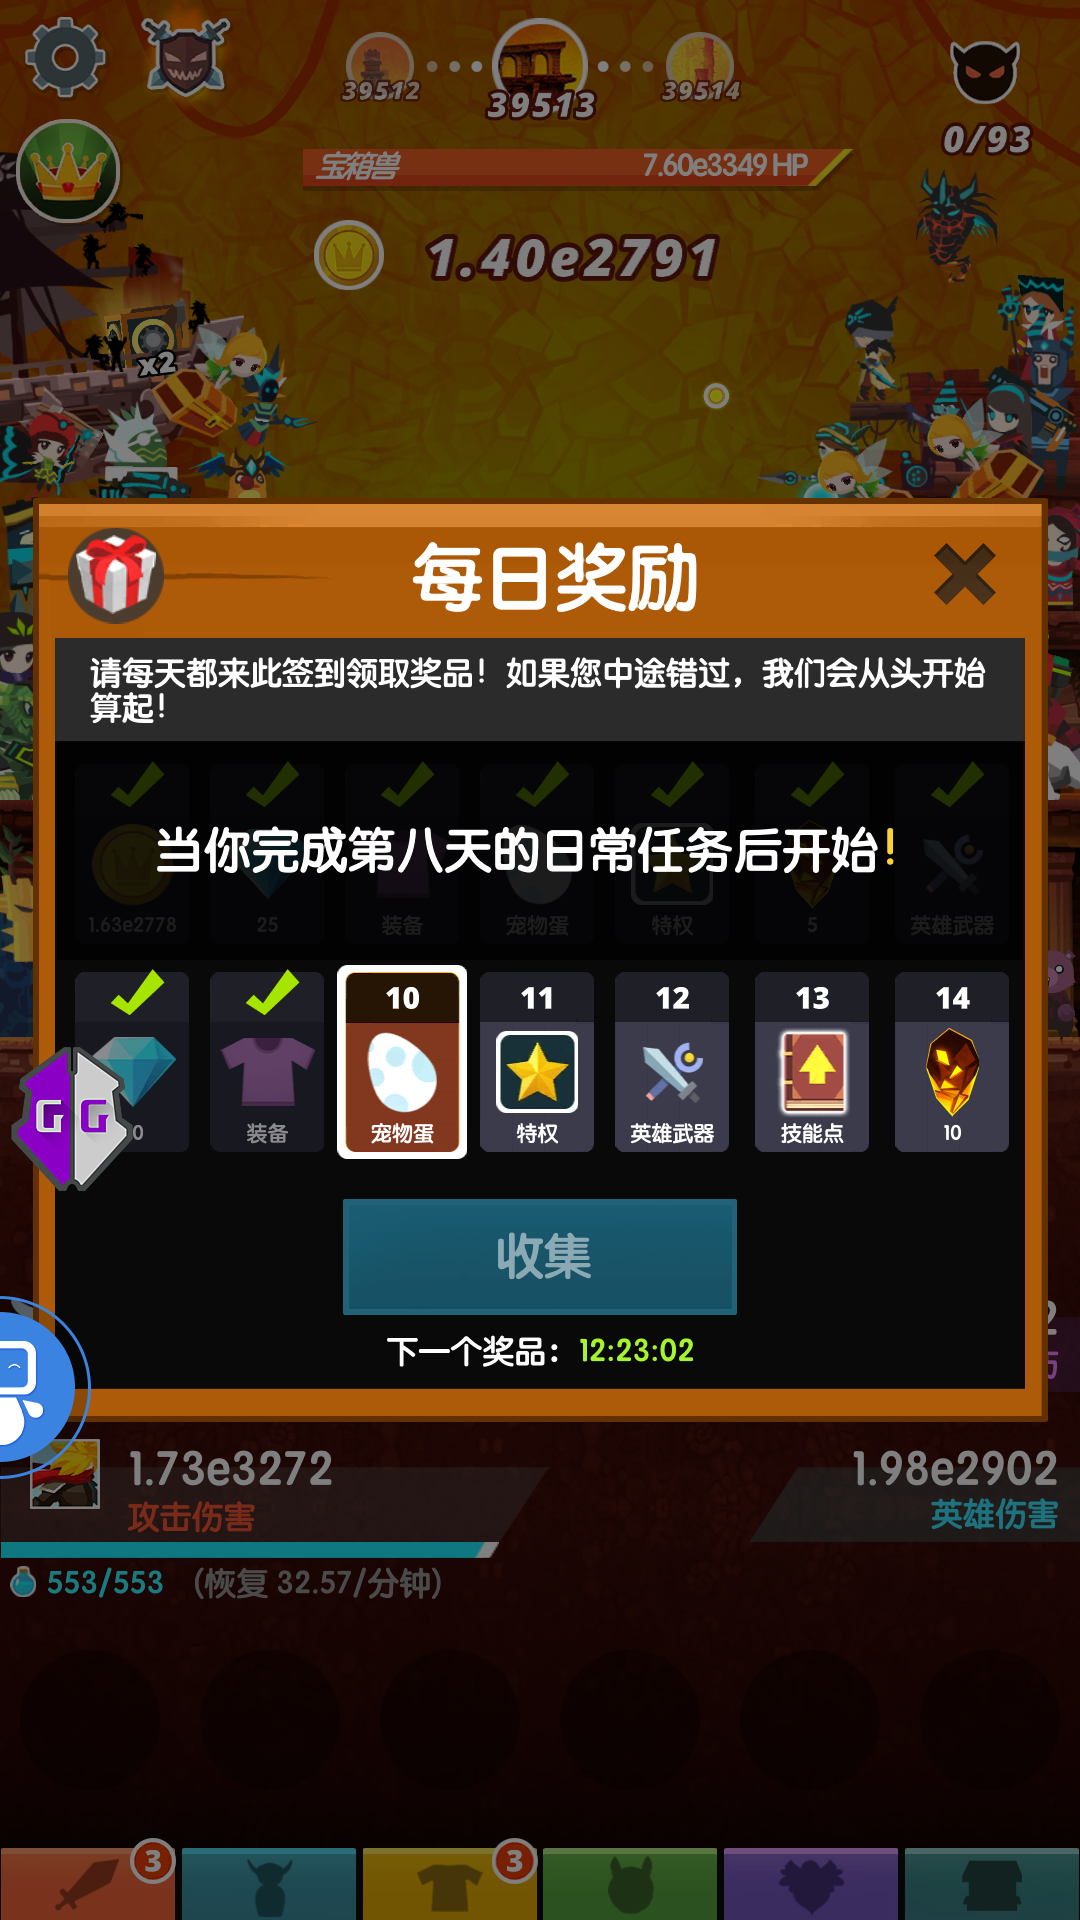 39512
39513
39514
0/93
宝箱兽
7.60e3349 HP
1.40e2791
x2
每日奖励
请每天都来此签到领取奖品！如果您中途错过，我们会从头开始
算起！
当你完成第八天的日常任务后开始！
1.63e2778
25
装备
宠物蛋
特权
5
英雄武器
10
11
12
13
14
0
装备
宠物蛋
特权
英雄武器
技能点
10
GG
收集
下一个奖品：12:23:02
1.73e3272
攻击伤害
1.98e2902
英雄伤害
553/553 （恢复 32.57/分钟）
3
3